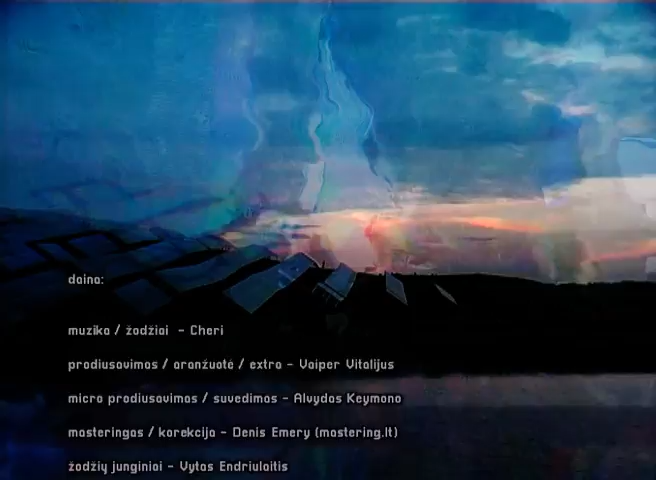 daina:
muzika / žodžiai - Cheri
prodiusavimas / aranžuotė / extra - Vaiper Vitalijus
micro prodiusavimas / suvedimas - Alvydas Keymono
masteringas / korekcija - Denis Emery (mastering.lt)
žodžių junginiai - Vytas Endriulaitis